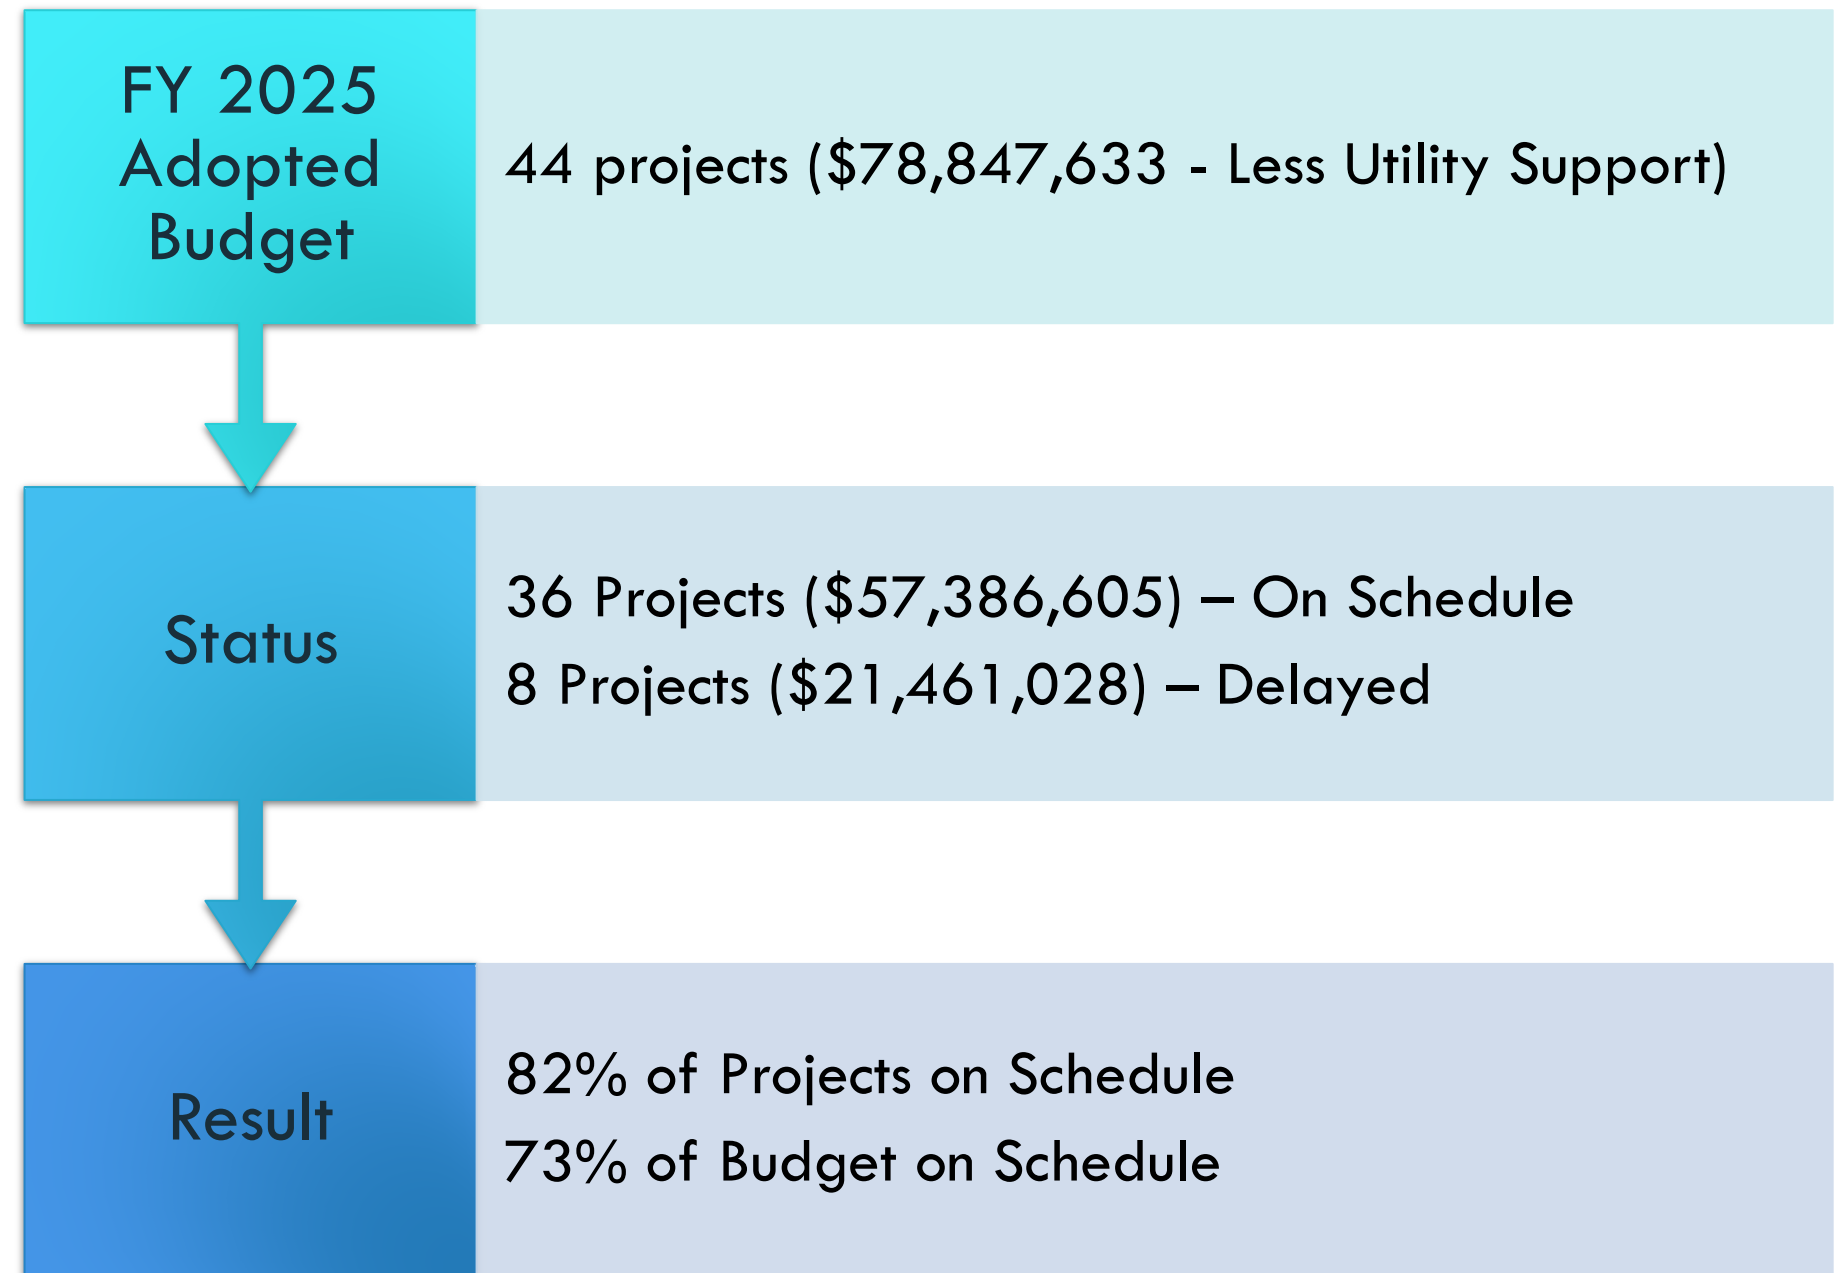 FY 2025
Adopted
Budget
44 projects ($78,847,633 - Less Utility Support)
Status
36 Projects ($57,386,605) – On Schedule
8 Projects ($21,461,028) – Delayed
Result
82% of Projects on Schedule
73% of Budget on Schedule